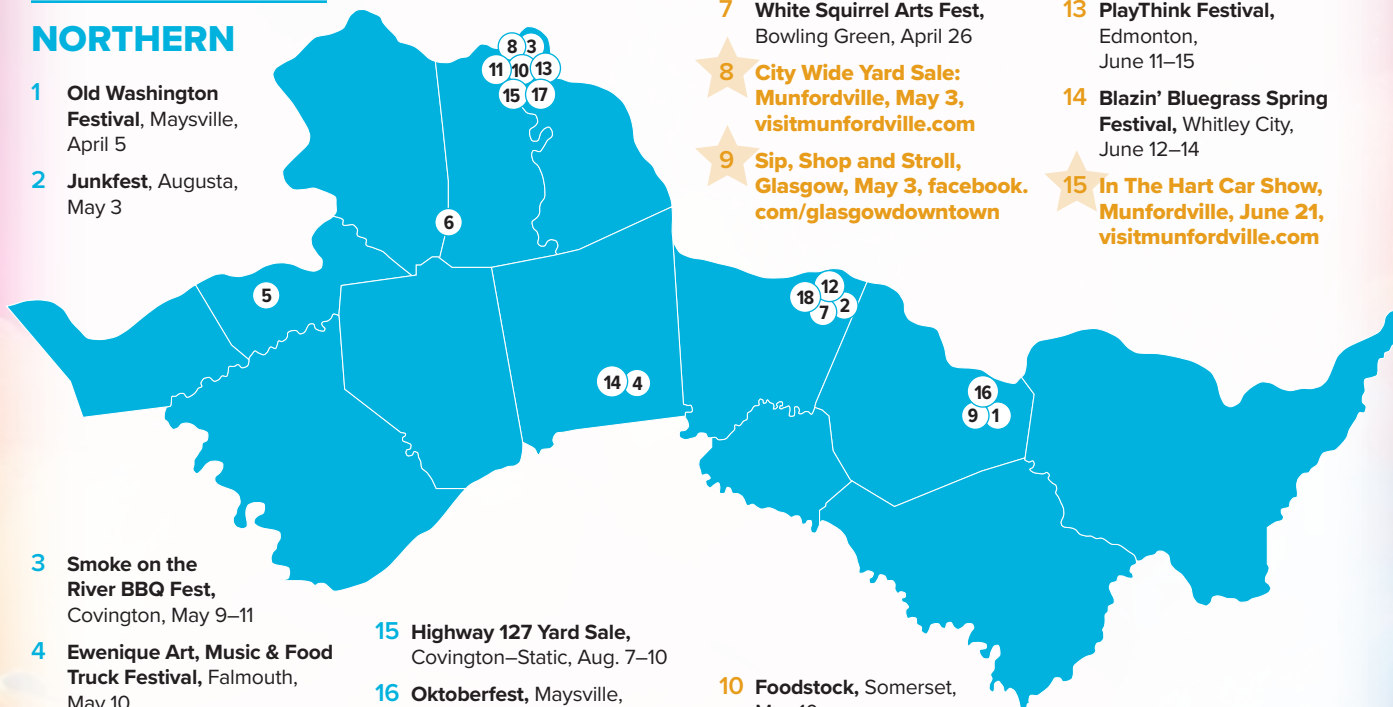 NORTHERN
1 Old Washington
Festival, Maysville,
April 5
2 Junkfest, Augusta,
May 3
8 3
11 10 13
15 17
6
5
14 4
12
18
7 2
16
9 1
3 Smoke on the
River BBQ Fest,
Covington, May 9–11
4 Ewenique Art, Music & Food
Truck Festival, Falmouth,
May 10
15 Highway 127 Yard Sale,
Covington–Static, Aug. 7–10
16 Oktoberfest, Maysville,
7 White Squirrel Arts Fest,
Bowling Green, April 26
8 City Wide Yard Sale:
Munfordville, May 3,
visitmunfordville.com
9 Sip, Shop and Stroll,
Glasgow, May 3, facebook.
com/glasgowdowntown
10 Foodstock, Somerset,
13 PlayThink Festival,
Edmonton,
June 11–15
14 Blazin’ Bluegrass Spring
Festival, Whitley City,
June 12–14
15 In The Hart Car Show,
Munfordville, June 21,
visitmunfordville.com